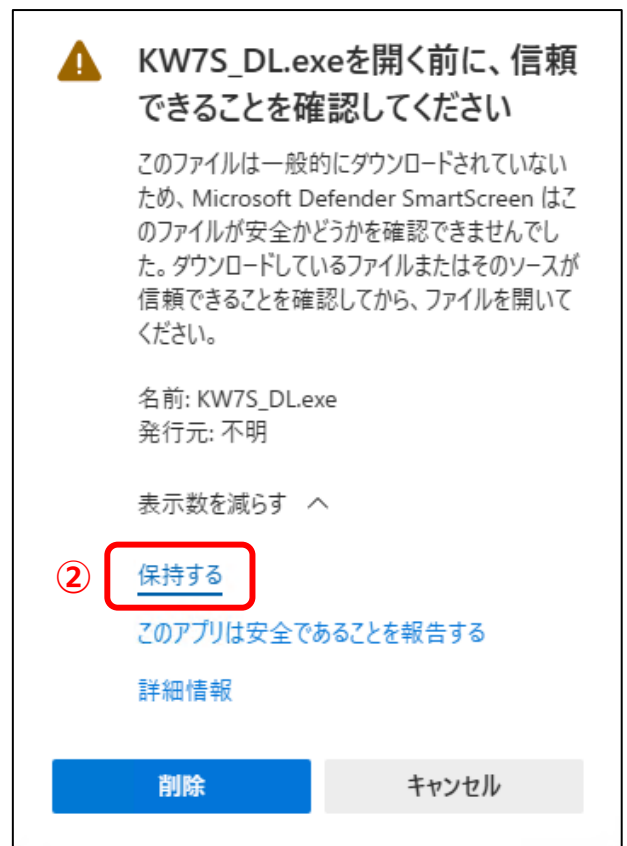 KW7S_DL.exeを開く前に、信頼
できることを確認してください
このファイルは一般的にダウンロードされていない
ため、Microsoft Defender SmartScreen はこ
のファイルが安全かどうかを確認できませんでし
た。ダウンロードしているファイルまたはそのソースが
信頼できることを確認してから、ファイルを開いて
ください。
名前: KW7S_DL.exe
発行元: 不明
表示数を減らす
② 保持する
このアプリは安全であることを報告する
詳細情報
削除 キャンセル